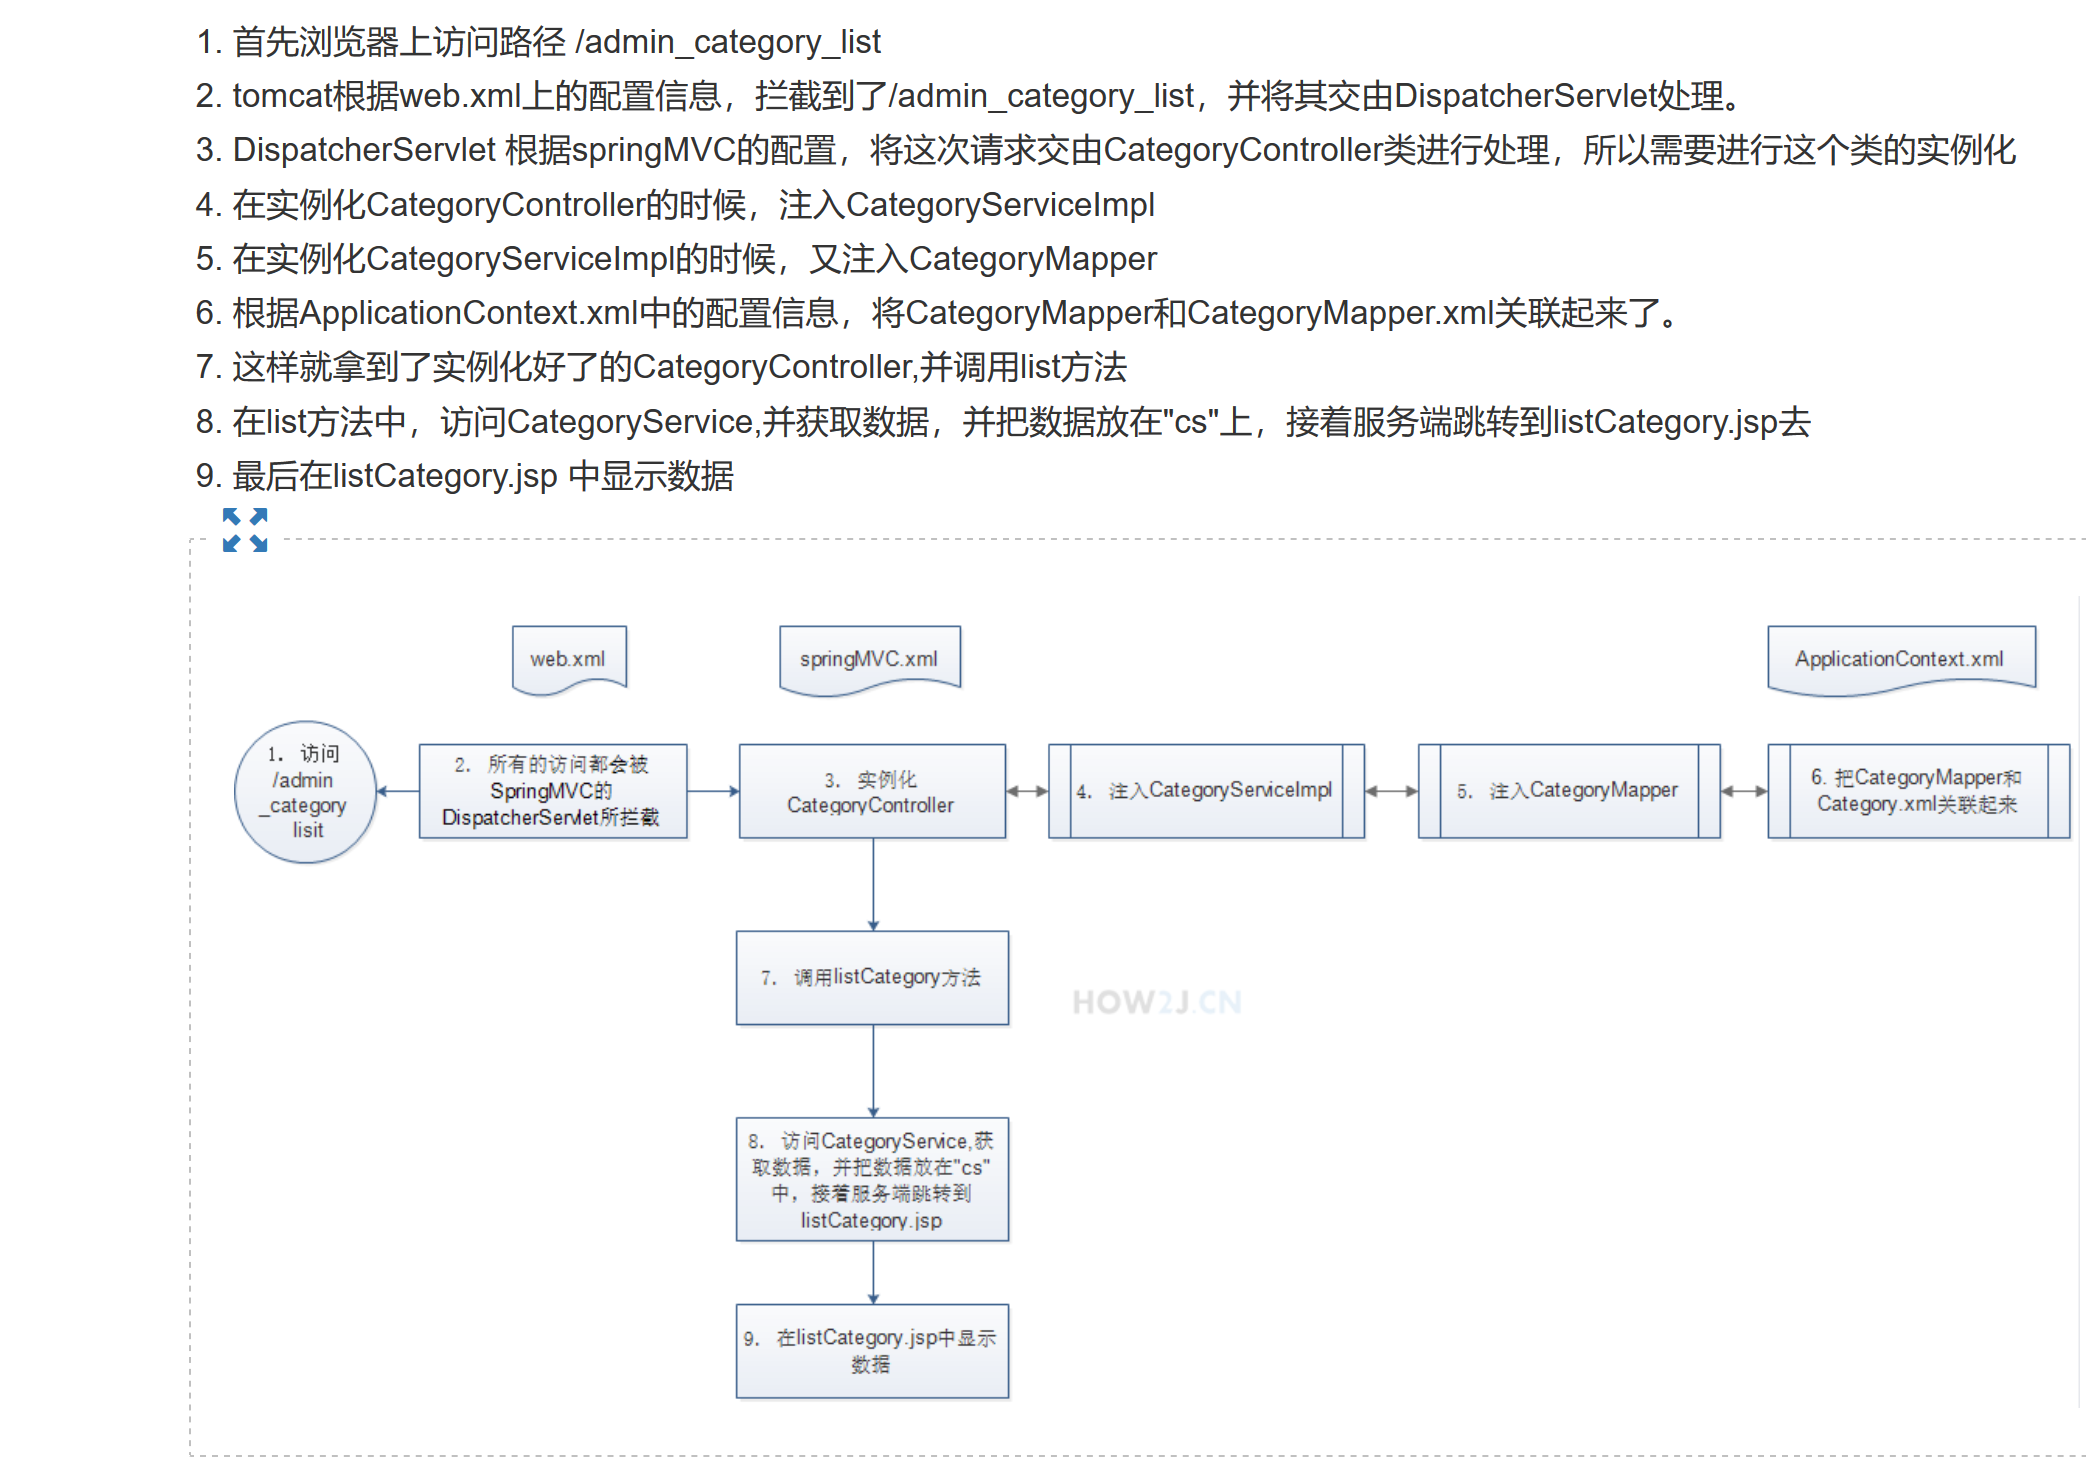 1. 首先浏览器上访问路径 /admin_category_list
2. tomcat根据web.xml上的配置信息，拦截到了/admin_category_list，并将其交由DispatcherServlet处理。
3. DispatcherServlet 根据springMVC的配置，将这次请求交由CategoryController类进行处理，所以需要进行这个类的实例化
4. 在实例化CategoryController的时候，注入CategoryServiceImpl
5. 在实例化CategoryServiceImpl的时候，又注入CategoryMapper
6. 根据ApplicationContext.xml中的配置信息，将CategoryMapper和CategoryMapper.xml关联起来了。
7. 这样就拿到了实例化好了的CategoryController,并调用list方法
8. 在list方法中，访问CategoryService,并获取数据，并把数据放在"cs"上，接着服务端跳转到listCategory.jsp去
9. 最后在listCategory.jsp 中显示数据
web.xml
springMVC.xml
ApplicationContext.xml
1. 访问
/admin
_category
lisit
2. 所有的访问都会被
SpringMVC的
DispatcherServlet所拦截
3. 实例化
CategoryController
4. 注入CategoryServiceImpl
5. 注入CategoryMapper
6. 把CategoryMapper和
Category.xml关联起来
7. 调用listCategory方法
HOW2J.CN
8. 访问CategoryService,获
取数据，并把数据放在"cs"
中，接着服务端跳转到
listCategory.jsp
9. 在listCategory.jsp中显示
数据